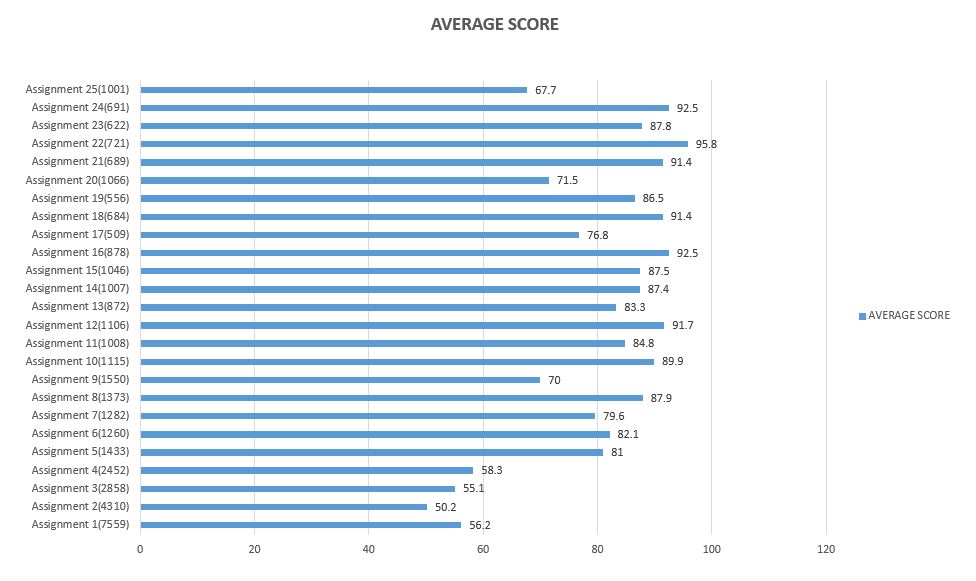 AVERAGE SCORE
Assignment 25(1001) 67.7
Assignment 24(691) 92.5
Assignment 23(622) 87.8
Assignment 22(721) 95.8
Assignment 21(689) 91.4
Assignment 20(1066) 71.5
Assignment 19(556) 86.5
Assignment 18(684) 91.4
Assignment 17(509) 76.8
Assignment 16(878) 92.5
Assignment 15(1046) 87.5
Assignment 14(1007) 87.4
Assignment 13(872) 83.3
Assignment 12(1106) 91.7
Assignment 11(1008) 84.8
Assignment 10(1115) 89.9
Assignment 9(1550) 70
Assignment 8(1373) 87.9
Assignment 7(1282) 79.6
Assignment 6(1260) 82.1
Assignment 5(1433) 81
Assignment 4(2452) 58.3
Assignment 3(2858) 55.1
Assignment 2(4310) 50.2
Assignment 1(7559) 56.2
0 20 40 60 80 100 120
AVERAGE SCORE